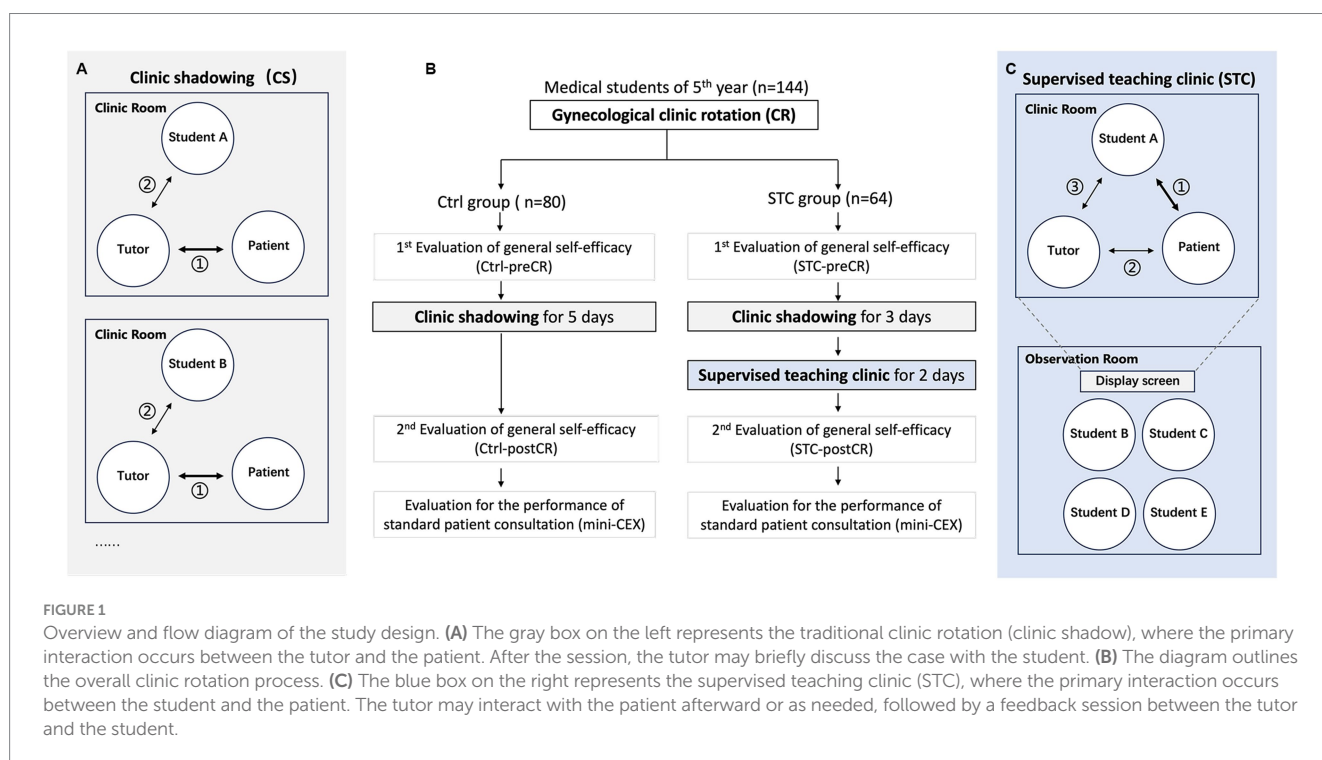 A
Clinic shadowing (CS)
Clinic Room
Student A
②
Tutor
Patient
①
Clinic Room
Student B
②
Tutor
Patient
①
......
B
Medical students of 5th year (n=144)
Gynecological clinic rotation (CR)
Ctrl group ( n=80)
1st Evaluation of general self-efficacy
(Ctrl-preCR)
Clinic shadowing for 5 days
2nd Evaluation of general self-efficacy
(Ctrl-postCR)
Evaluation for the performance of
standard patient consultation (mini-CEX)
STC group (n=64)
1st Evaluation of general self-efficacy
(STC-preCR)
Clinic shadowing for 3 days
Supervised teaching clinic for 2 days
2nd Evaluation of general self-efficacy
(STC-postCR)
Evaluation for the performance of
standard patient consultation (mini-CEX)
C
Supervised teaching clinic (STC)
Clinic Room
Student A
③
①
Tutor
Patient
②
Observation Room
Display screen
Student B
Student C
Student D
Student E
FIGURE 1
Overview and flow diagram of the study design. (A) The gray box on the left represents the traditional clinic rotation (clinic shadow), where the primary
interaction occurs between the tutor and the patient. After the session, the tutor may briefly discuss the case with the student. (B) The diagram outlines
the overall clinic rotation process. (C) The blue box on the right represents the supervised teaching clinic (STC), where the primary interaction occurs
between the student and the patient. The tutor may interact with the patient afterward or as needed, followed by a feedback session between the tutor
and the student.